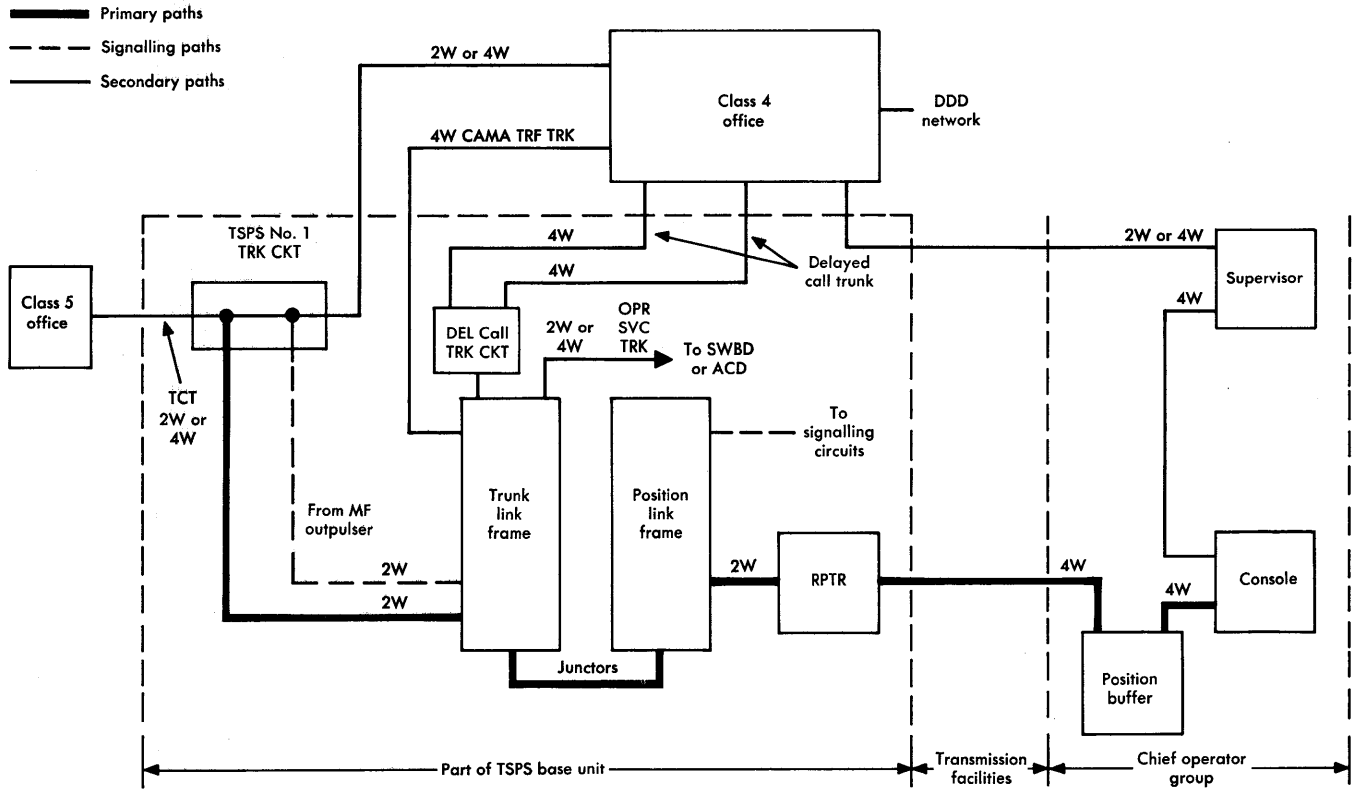 Primary paths
Signalling paths
Secondary paths
2W or 4W
4W CAMA TRF TRK
Class 4
office
DDD
network
TSPS No. 1
TRK CKT
4W
4W
Delayed
call trunk
2W or 4W
Supervisor
4W
Class 5
office
TCT
2W or
4W
DEL Call
TRK CKT
2W or
4W
OPR
SVC
TRK
To SWBD
or ACD
To
signalling
circuits
From MF
outpulser
Trunk
link
frame
Position
link
frame
2W
2W
2W
RPTR
4W
4W
Console
Position
buffer
Junctors
Part of TSPS base unit
Transmission
facilities
Chief operator
group